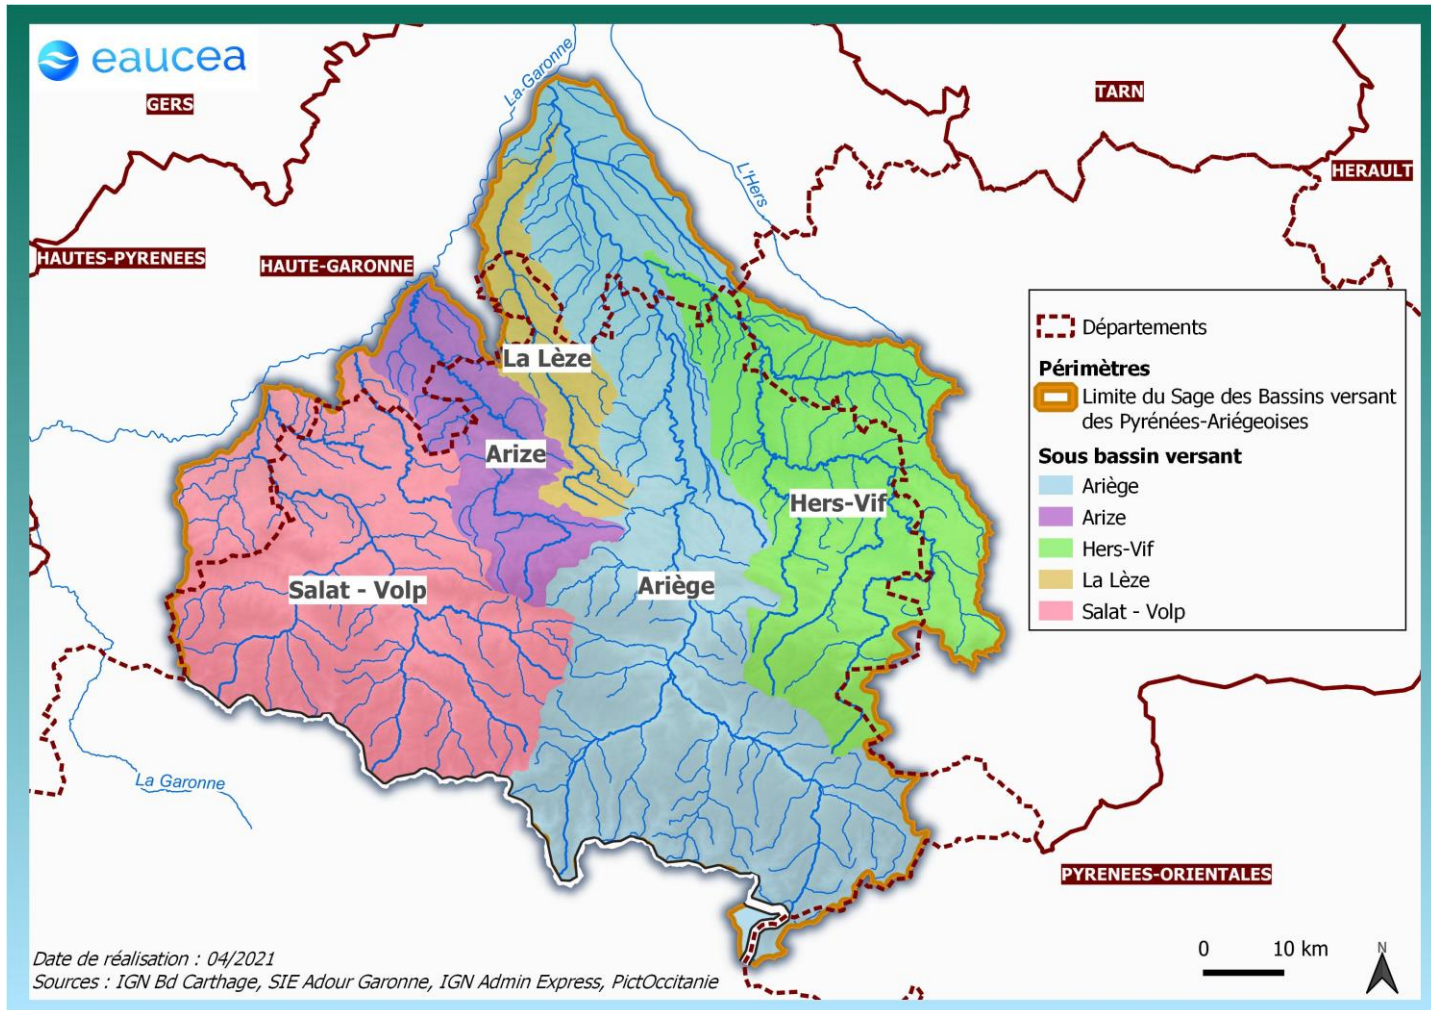 eaucea
GERS
La-Garonne
TARN
HERAULT
L'Hers
HAUTES-PYRENEES
HAUTE-GARONNE
Départements
Périmètres
Limite du Sage des Bassins versant
des Pyrénées-Ariégeoises
Sous bassin versant
Ariège
Arize
Hers-Vif
La Lèze
Salat - Volp
La Lèze
Arize
Hers-Vif
Salat - Volp
Ariège
La Garonne
PYRENEES-ORIENTALES
Date de réalisation : 04/2021
Sources : IGN Bd Carthage, SIE Adour Garonne, IGN Admin Express, PictOccitanie
0 10 km
N